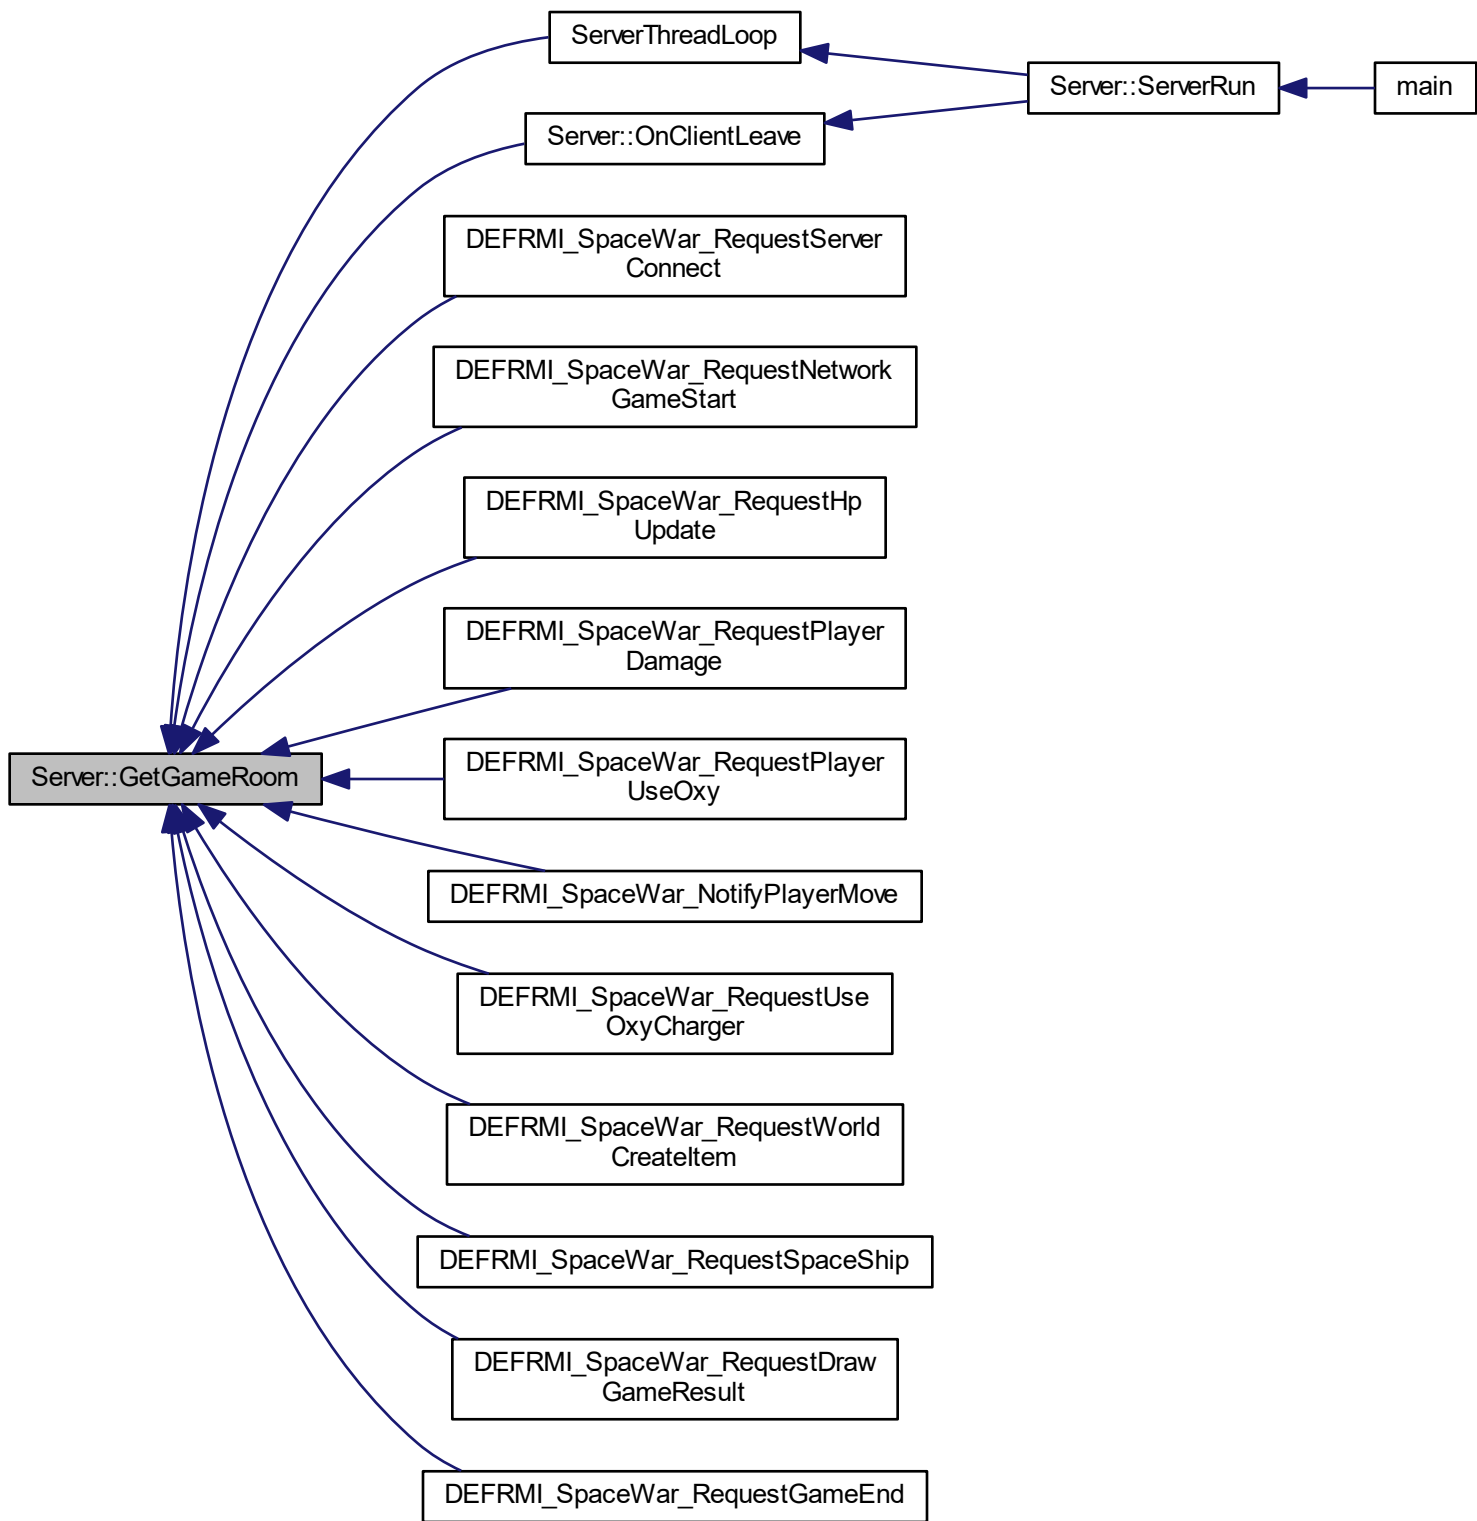 ServerThreadLoop
Server::ServerRun
main
Server::OnClientLeave
DEFRMI_SpaceWar_RequestServer
Connect
DEFRMI_SpaceWar_RequestNetwork
GameStart
DEFRMI_SpaceWar_RequestHp
Update
DEFRMI_SpaceWar_RequestPlayer
Damage
Server::GetGameRoom
DEFRMI_SpaceWar_RequestPlayer
UseOxy
DEFRMI_SpaceWar_NotifyPlayerMove
DEFRMI_SpaceWar_RequestUse
OxyCharger
DEFRMI_SpaceWar_RequestWorld
CreateItem
DEFRMI_SpaceWar_RequestSpaceShip
DEFRMI_SpaceWar_RequestDraw
GameResult
DEFRMI_SpaceWar_RequestGameEnd